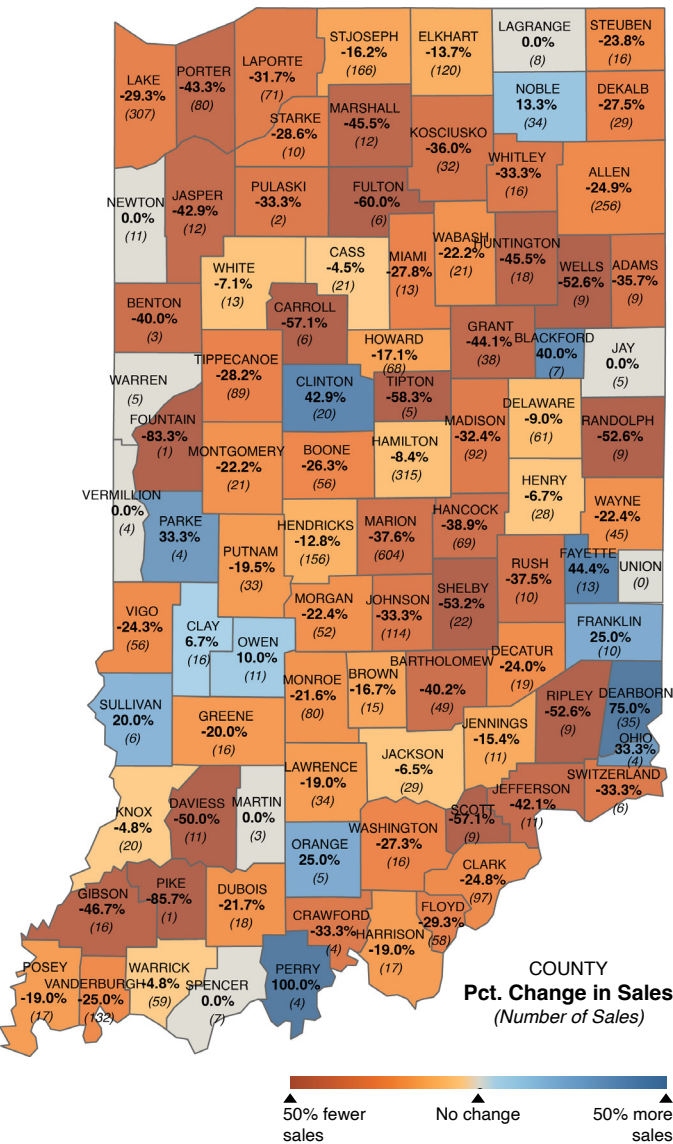 LAKE
-29.3%
(307)
PORTER
-43.3%
(80)
LAPORTE
-31.7%
(71)
STJOSEPH
-16.2%
(166)
ELKHART
-13.7%
(120)
LAGRANGE
0.0%
(8)
STEUBEN
-23.8%
(16)
NOBLE
13.3%
(34)
DEKALB
-27.5%
(29)
STARKE
-28.6%
(10)
MARSHALL
-45.5%
(12)
KOSCIUSKO
-36.0%
(32)
WHITLEY
-33.3%
(16)
ALLEN
-24.9%
(256)
NEWTON
0.0%
(11)
JASPER
-42.9%
(12)
PULASKI
-33.3%
(2)
FULTON
-60.0%
(6)
WHITE
-7.1%
(13)
CASS
-4.5%
(21)
MIAMI
-27.8%
(13)
WABASH
-22.2%
(21)
HUNTINGTON
-45.5%
(18)
WELLS
-52.6%
(9)
ADAMS
-35.7%
(9)
BENTON
-40.0%
(3)
CARROLL
-57.1%
(6)
HOWARD
-17.1%
(68)
GRANT
-44.1%
(38)
BLACKFORD
40.0%
(7)
JAY
0.0%
(5)
WARREN
(5)
TIPPECANOE
-28.2%
(89)
CLINTON
42.9%
(20)
TIPTON
-58.3%
(5)
FOUNTAIN
-83.3%
(1)
MONTGOMERY
-22.2%
(21)
BOONE
-26.3%
(56)
HAMILTON
-8.4%
(315)
MADISON
-32.4%
(92)
DELAWARE
-9.0%
(61)
RANDOLPH
-52.6%
(9)
VERMILLION
0.0%
(4)
PARKE
33.3%
(4)
PUTNAM
-19.5%
(33)
HENDRICKS
-12.8%
(156)
MARION
-37.6%
(604)
HANCOCK
-38.9%
(69)
HENRY
-6.7%
(28)
WAYNE
-22.4%
(45)
RUSH
-37.5%
(10)
FAYETTE
44.4%
(13)
UNION
(0)
VIGO
-24.3%
(56)
CLAY
6.7%
(16)
OWEN
10.0%
(11)
MORGAN
-22.4%
(52)
JOHNSON
-33.3%
(114)
SHELBY
-53.2%
(22)
FRANKLIN
25.0%
(10)
DECATUR
-24.0%
(19)
SULLIVAN
20.0%
(6)
GREENE
-20.0%
(16)
MONROE
-21.6%
(80)
BROWN
-16.7%
(15)
BARTHOLOMEW
-40.2%
(49)
RIPLEY
-52.6%
(9)
DEARBORN
75.0%
(35)
OHIO
33.3%
(4)
JENNINGS
-15.4%
(11)
JACKSON
-6.5%
(29)
LAWRENCE
-19.0%
(34)
SWITZERLAND
-33.3%
(6)
JEFFERSON
-42.1%
(11)
KNOX
-4.8%
(20)
DAVIESS
-50.0%
(11)
MARTIN
0.0%
(3)
SCOTT
-57.1%
(9)
ORANGE
25.0%
(5)
WASHINGTON
-27.3%
(16)
CLARK
-24.8%
(97)
GIBSON
-46.7%
(16)
PIKE
-85.7%
(1)
DUBOIS
-21.7%
(18)
CRAWFORD
-33.3%
(4)
FLOYD
-29.3%
(58)
HARRISON
-19.0%
(17)
POSEY
-19.0%
(17)
VANDERBURGH
-25.0%
(132)
WARRICK
-4.8%
(59)
SPENCER
0.0%
(7)
PERRY
100.0%
(4)
COUNTY
Pct. Change in Sales
(Number of Sales)
50% fewer
sales
No change
50% more
sales